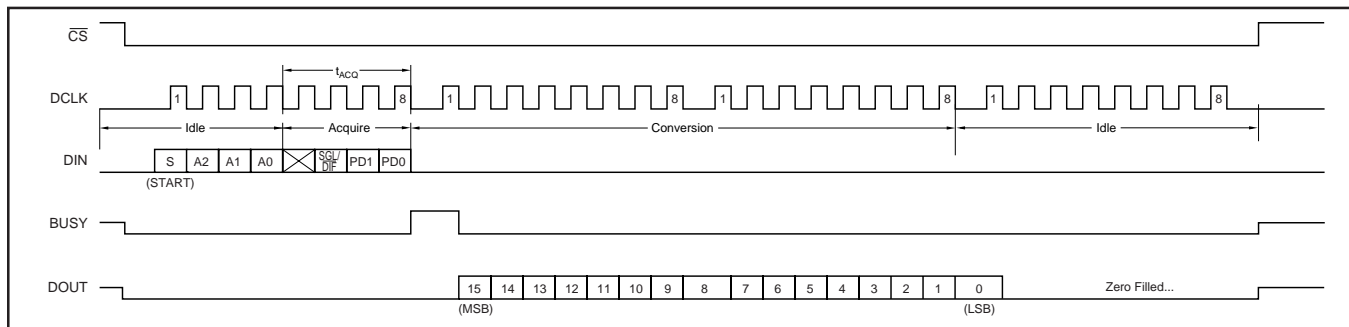 CS
tACQ
DCLK
1 8 1 8 1 8 1 8
Idle Acquire Conversion Idle
DIN
S A2 A1 A0 SGL/DIF PD1 PD0
(START)
BUSY
DOUT
15 14 13 12 11 10 9 8 7 6 5 4 3 2 1 0 Zero Filled...
(MSB) (LSB)